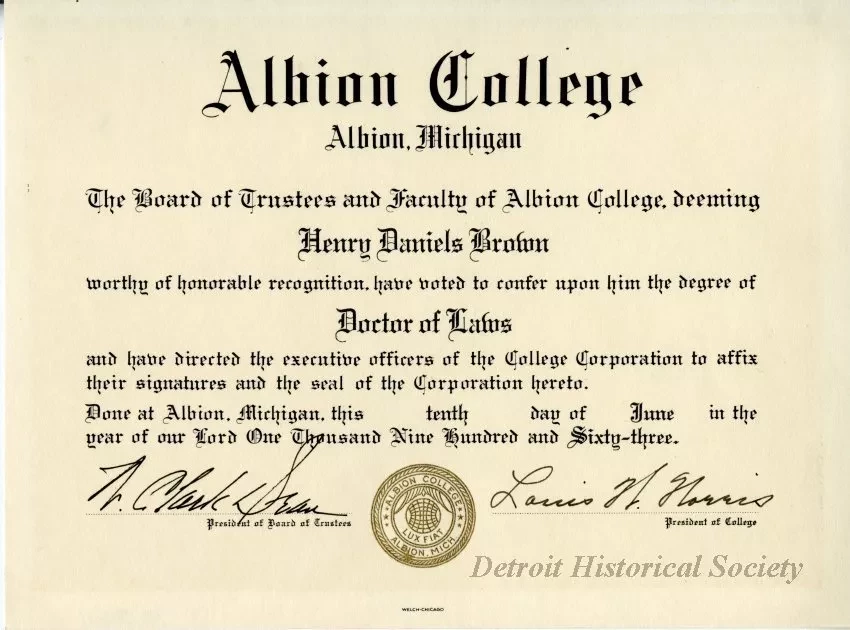 Albion College
Albion, Michigan
The Board of Trustees and Faculty of Albion College, deeming
Henry Daniels Brown
worthy of honorable recognition, have voted to confer upon him the degree of
Doctor of Laws
and have directed the executive officers of the College Corporation to affix
their signatures and the seal of the Corporation hereto.
Done at Albion, Michigan, this tenth day of June in the
year of our Lord One Thousand Nine Hundred and Sixty-three.
Clark Louis W. Norris
President of Board of Trustees
President of College
ALBION COLLEGE
LUX FIAT
ALBION, MICH
Detroit Historical Society
WELCH-CHICAGO